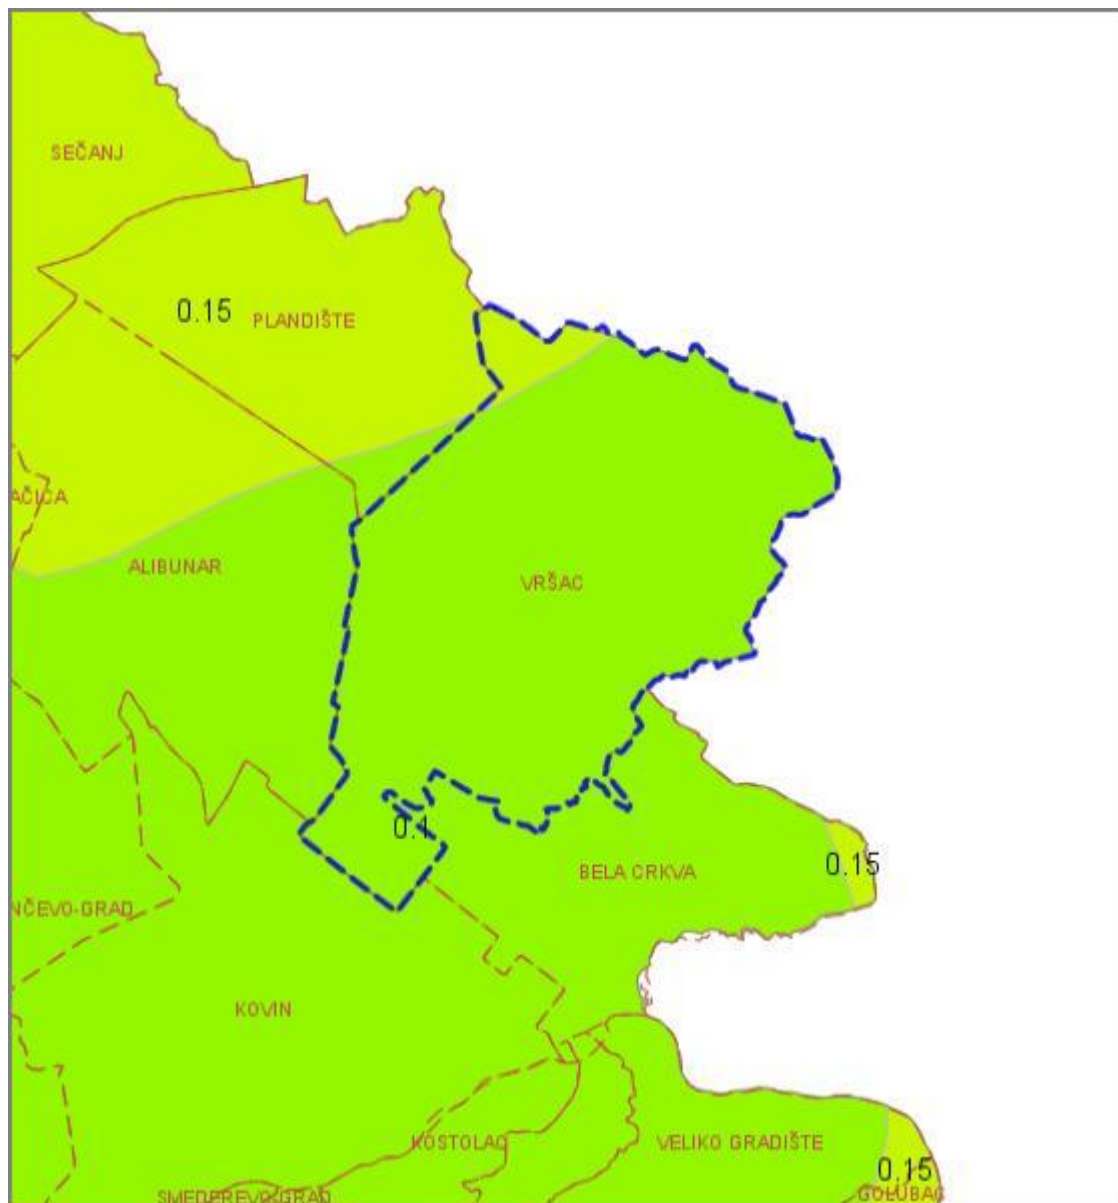 SEČANJ
0.15
PLANDIŠTE
AČICA
ALIBUNAR
VRŠAC
0.1
0.15
BELA CRKVA
NČEVO-GRAD
KOVIN
KOSTOLAC
VELIKO GRADIŠTE
0.15
SMEDEREVO-GRAD
GOLUBAC